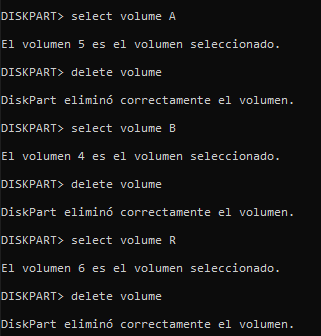 DISKPART> select volume A
El volumen 5 es el volumen seleccionado.
DISKPART> delete volume
DiskPart eliminó correctamente el volumen.
DISKPART> select volume B
El volumen 4 es el volumen seleccionado.
DISKPART> delete volume
DiskPart eliminó correctamente el volumen.
DISKPART> select volume R
El volumen 6 es el volumen seleccionado.
DISKPART> delete volume
DiskPart eliminó correctamente el volumen.